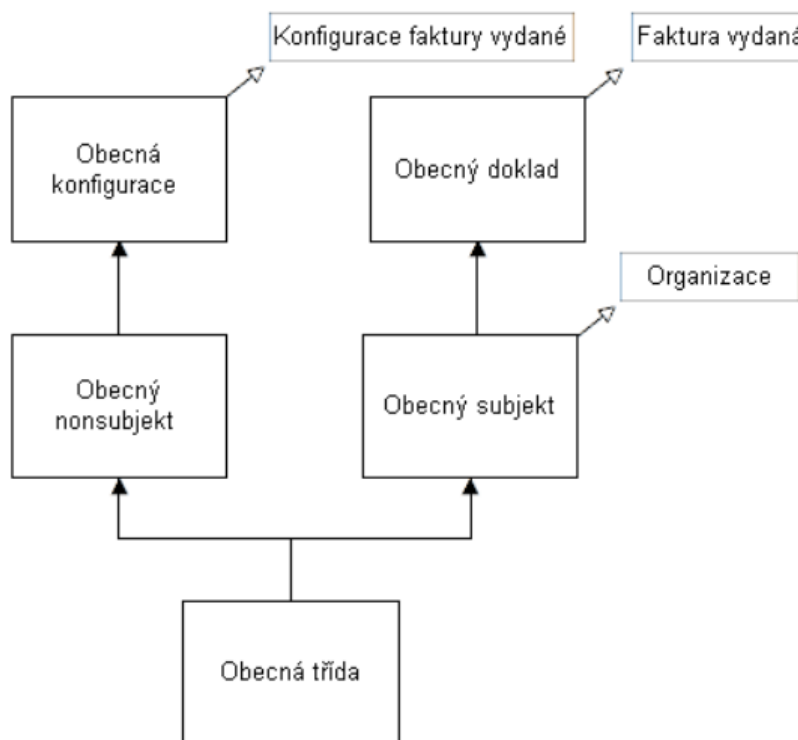 Konfigurace faktury vydané
Faktura vydaná
Obecná
konfigurace
Obecný doklad
Organizace
Obecný
nonsubjekt
Obecný subjekt
Obecná třída